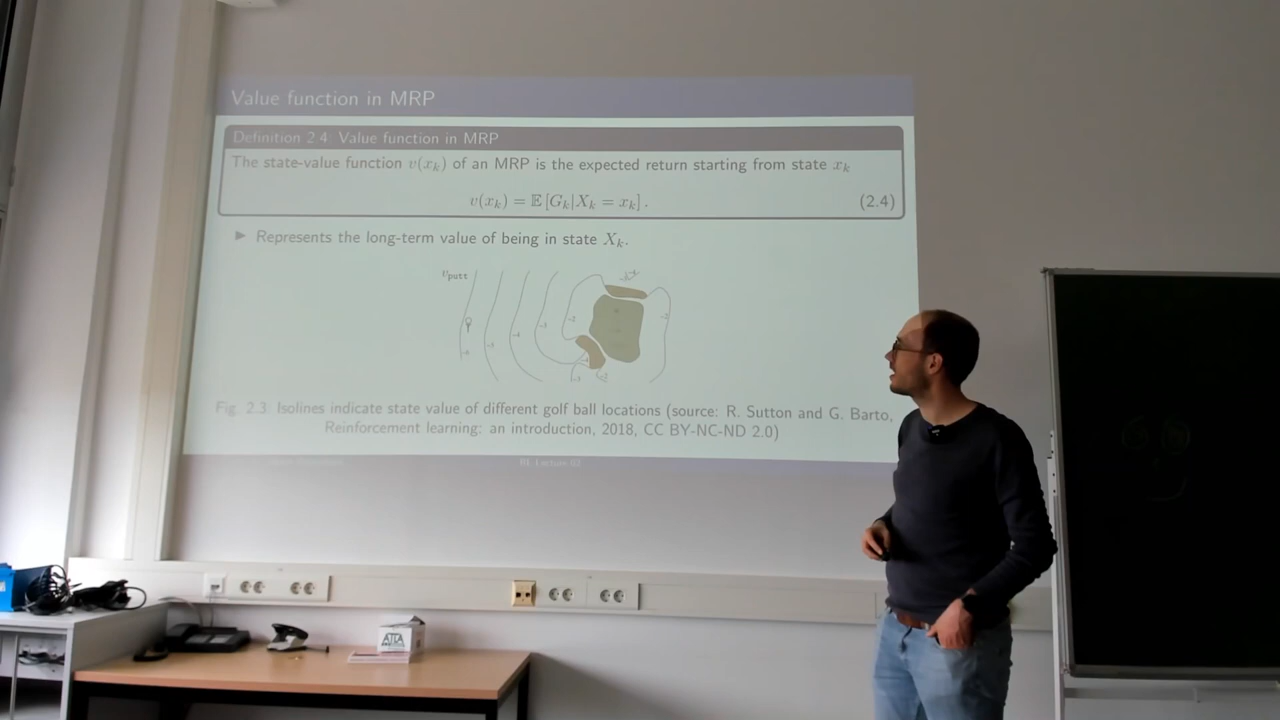 Value function in MRP
Definition 2.4: Value function in MRP
The state-value function v(x_k) of an MRP is the expected return starting from state x_k
v(x_k) = 𝔼 [G_k|X_k = x_k] . (2.4)
▶ Represents the long-term value of being in state X_k.
v_putt
Fig. 2.3: Isolines indicate state value of different golf ball locations (source: R. Sutton and G. Barto,
Reinforcement learning: an introduction, 2018, CC BY-NC-ND 2.0)
RL Lecture 02
ATLA